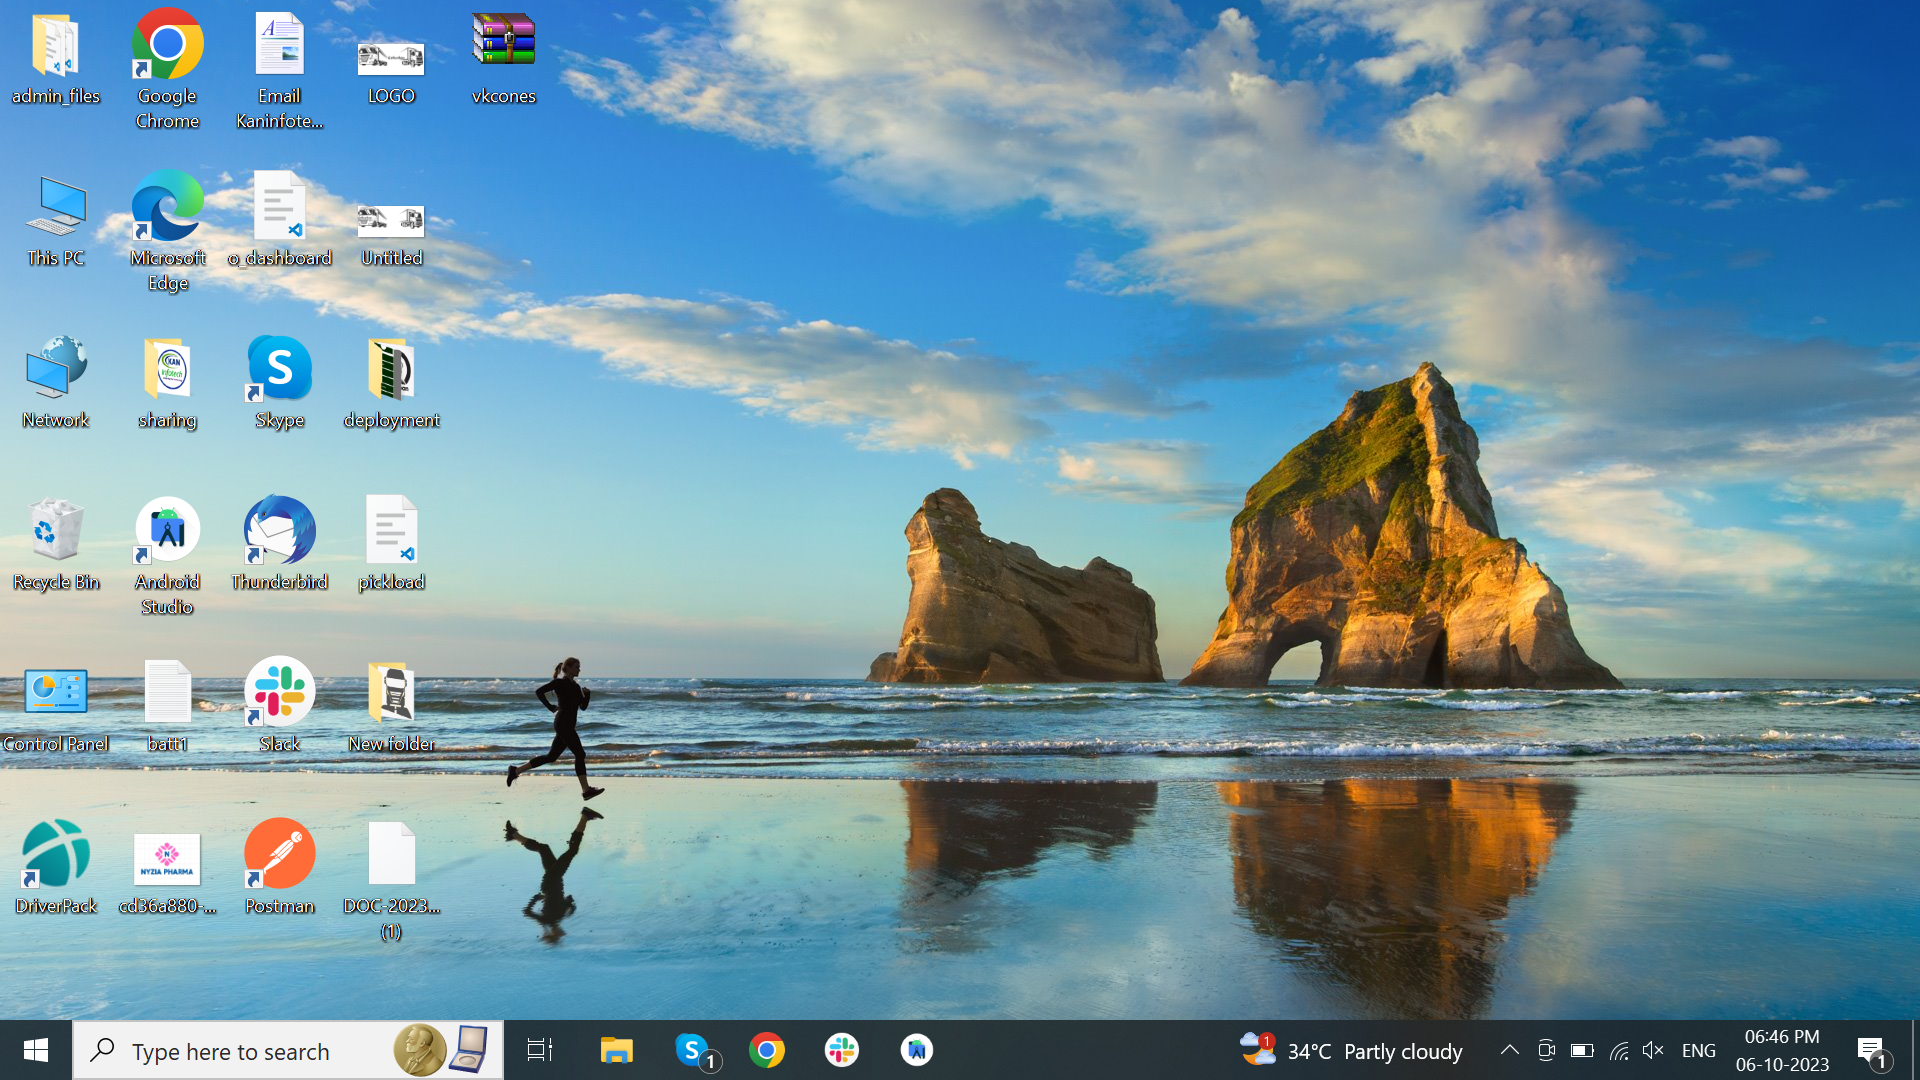 admin_files
Google
Chrome
Email
Kaninfote...
LOGO
vkcones
This PC
Microsoft
Edge
o_dashboard
Untitled
Network
sharing
Skype
deployment
Recycle Bin
Android
Studio
Thunderbird
pickload
Control Panel
batt1
Slack
New folder
NYZIA PHARMA
DriverPack
cd36a880-...
Postman
DOC-2023...
(1)
Type here to search
1
1
34°C Partly cloudy
ENG
06:46 PM
06-10-2023
1